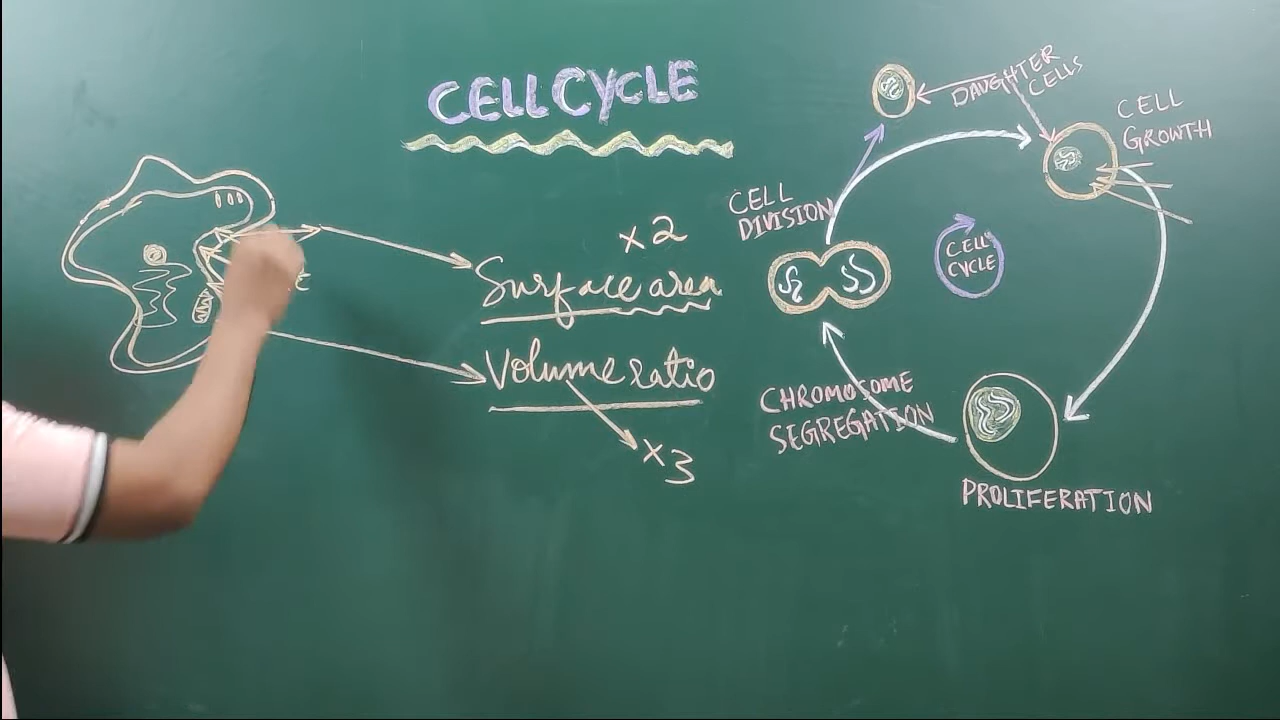 CELL CYCLE
×2
Surface area
Volume ratio
×3
DAUGHTER
CELLS
CELL
GROWTH
CELL
DIVISION
CELL
CYCLE
CHROMOSOME
SEGREGATION
PROLIFERATION